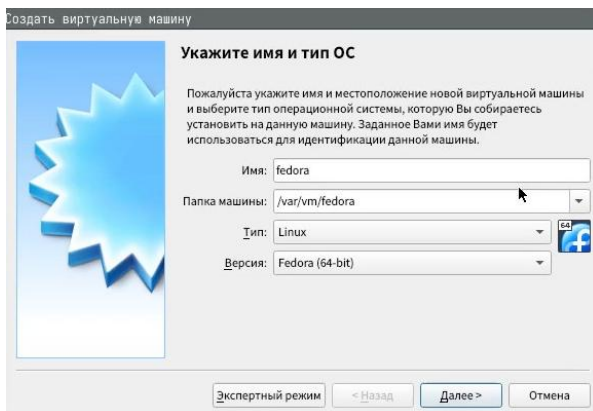 Создать виртуальную машину
Укажите имя и тип ОС
Пожалуйста укажите имя и местоположение новой виртуальной машины
и выберите тип операционной системы, которую Вы собираетесь
установить на данную машину. Заданное Вами имя будет
использоваться для идентификации данной машины.
Имя: fedora
Папка машины: /var/vm/fedora
Тип: Linux
64
Версия: Fedora (64-bit)
Экспертный режим < Назад Далее > Отмена